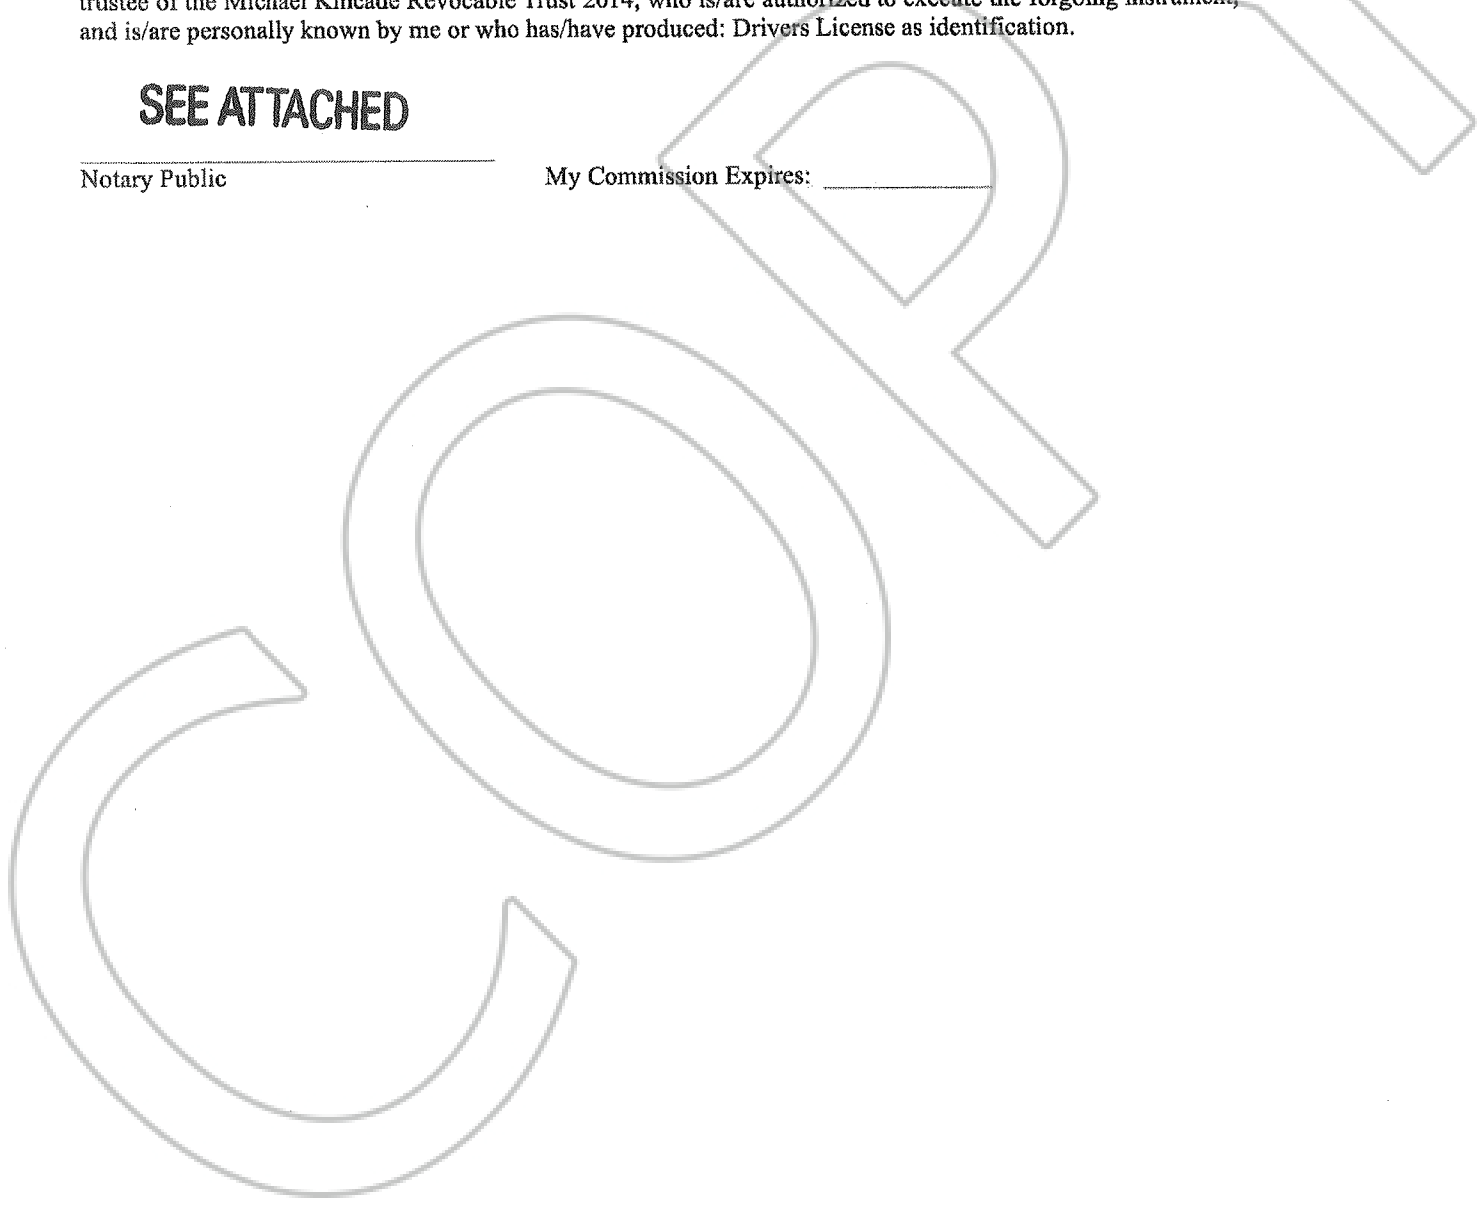 trustee of the Michael Kincade Revocable Trust 2014, who is/are authorized to execute the forgoing instrument,
and is/are personally known by me or who has/have produced: Drivers License as identification.
SEE ATTACHED
Notary Public
My Commission Expires:
COPY